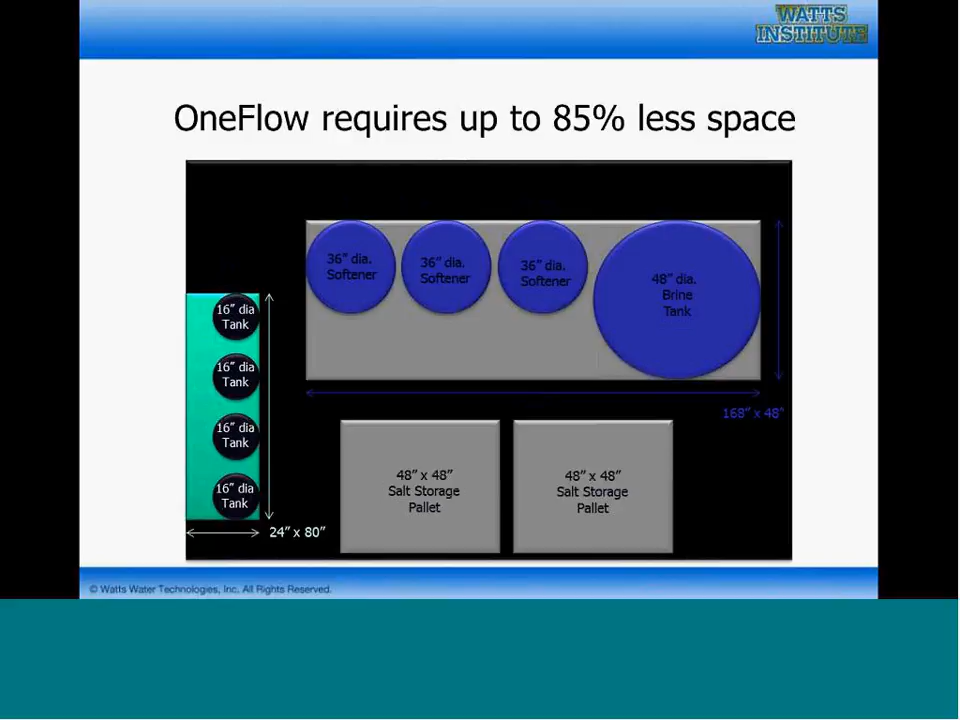 WATTS
INSTITUTE
OneFlow requires up to 85% less space
36” dia.
Softener
36” dia.
Softener
36” dia.
Softener
48” dia.
Brine
Tank
16” dia
Tank
16” dia
Tank
16” dia
Tank
16” dia
Tank
168” x 48”
48” x 48”
Salt Storage
Pallet
48” x 48”
Salt Storage
Pallet
24” x 80”
© Watts Water Technologies, Inc. All Rights Reserved.